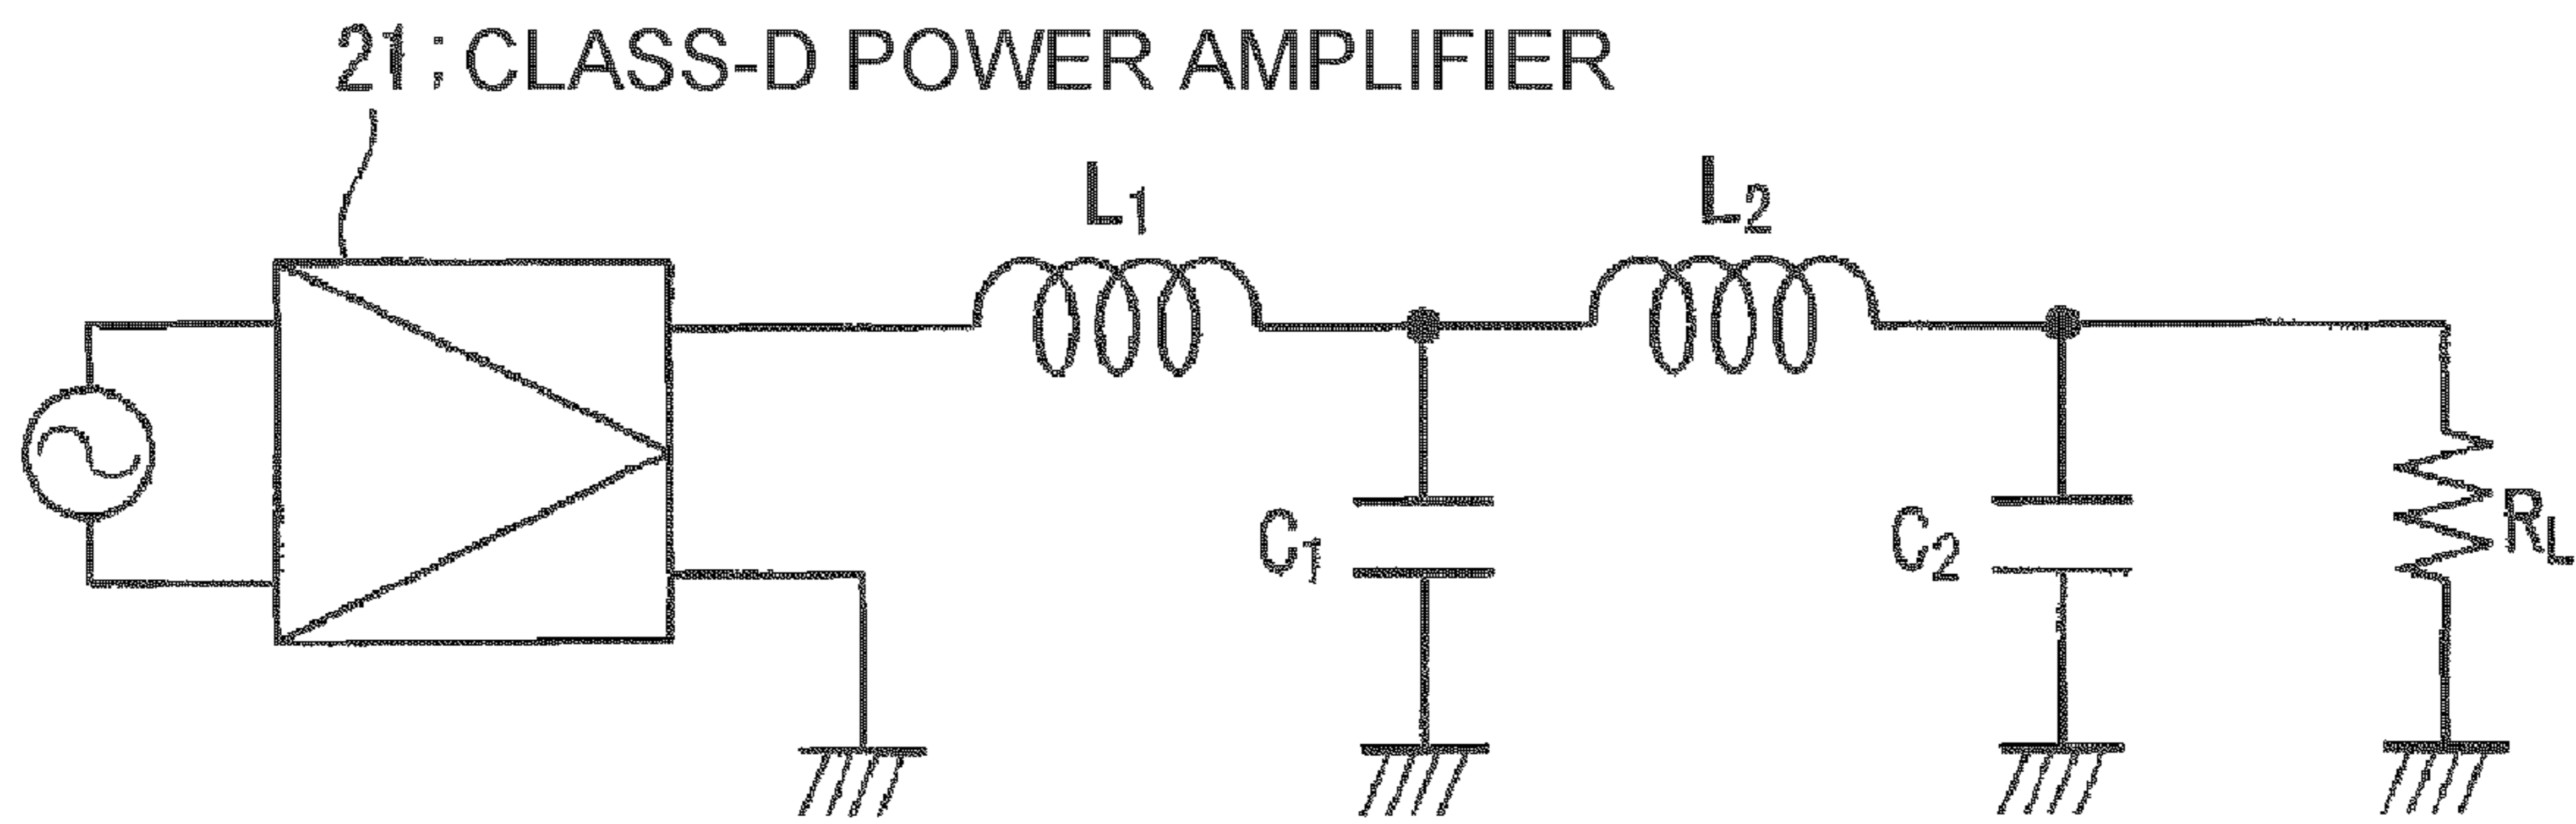 21; CLASS-D POWER AMPLIFIER
L1
L2
C1
C2
RL